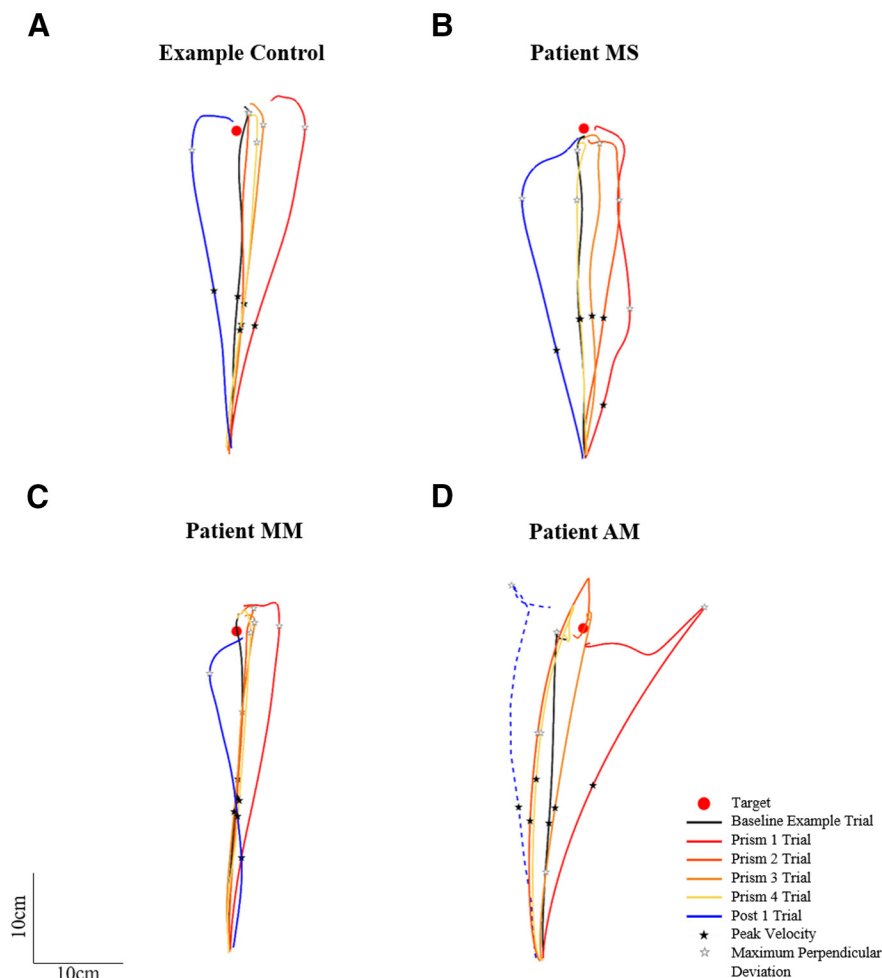 A
Example Control
B
Patient MS
C
Patient MM
D
Patient AM
Target
Baseline Example Trial
Prism 1 Trial
Prism 2 Trial
Prism 3 Trial
Prism 4 Trial
Post 1 Trial
Peak Velocity
Maximum Perpendicular
Deviation
10cm
10cm